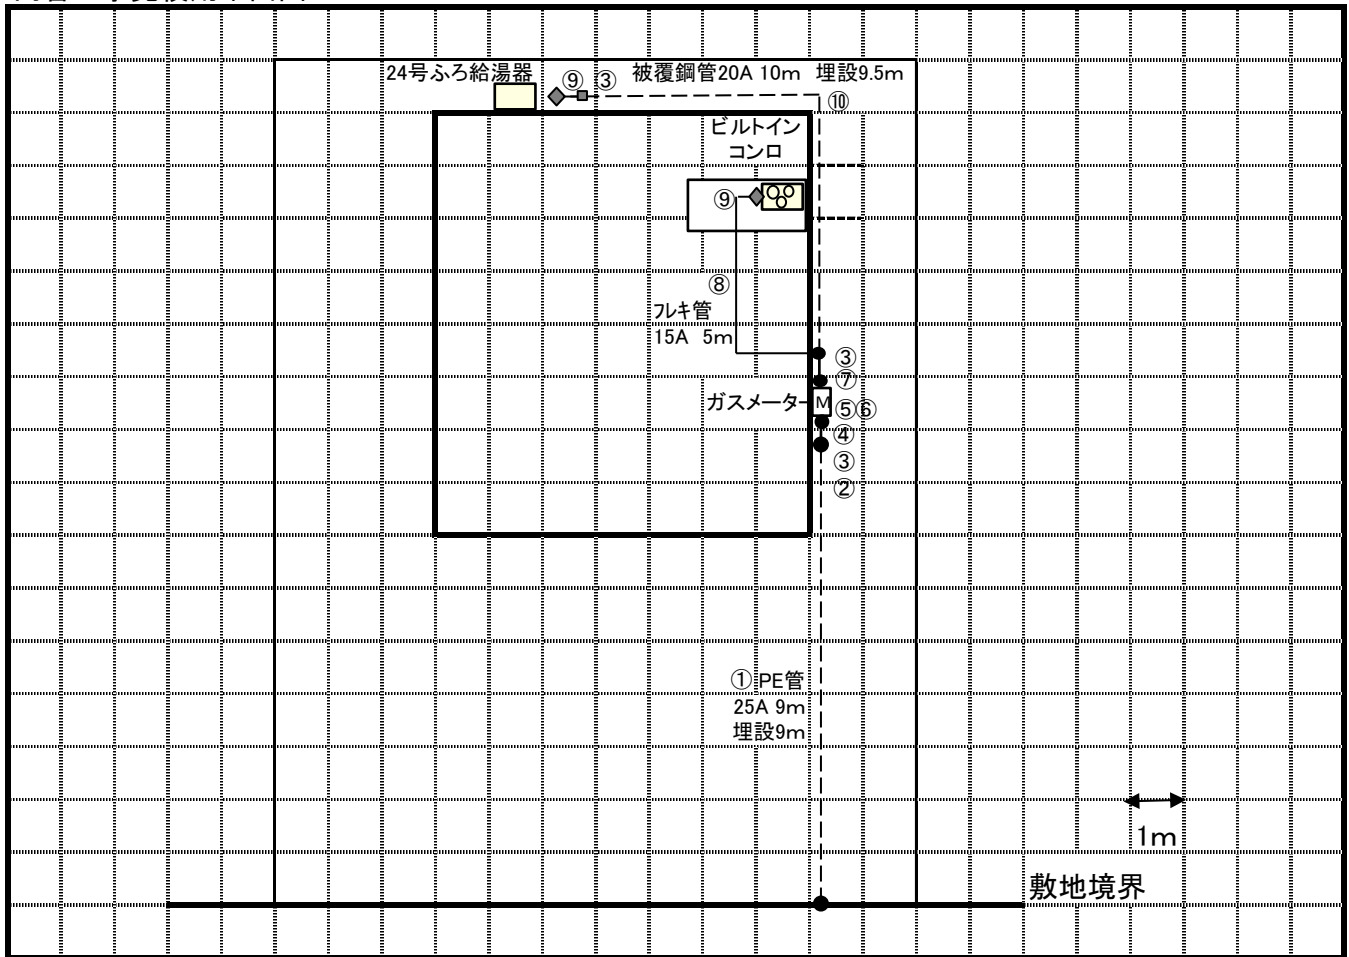 24号ふろ給湯器
⑨ ③
被覆鋼管20A 10m 埋設9.5m
⑩
ビルトイン
コンロ
⑨
⑧
フレキ管
15A 5m
③
⑦
ガスメーター
M
⑤⑥
④
③
②
① PE管
25A 9m
埋設9m
1m
敷地境界